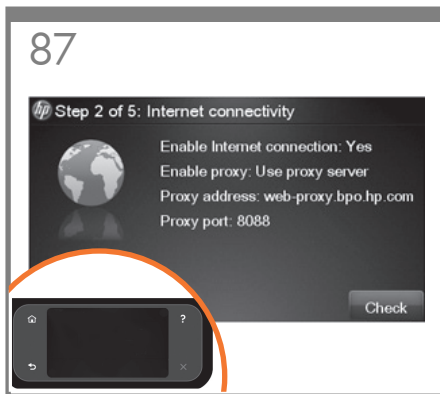 87
hp Step 2 of 5: Internet connectivity
Enable Internet connection: Yes
Enable proxy: Use proxy server
Proxy address: web-proxy.bpo.hp.com
Proxy port: 8088
Check
?